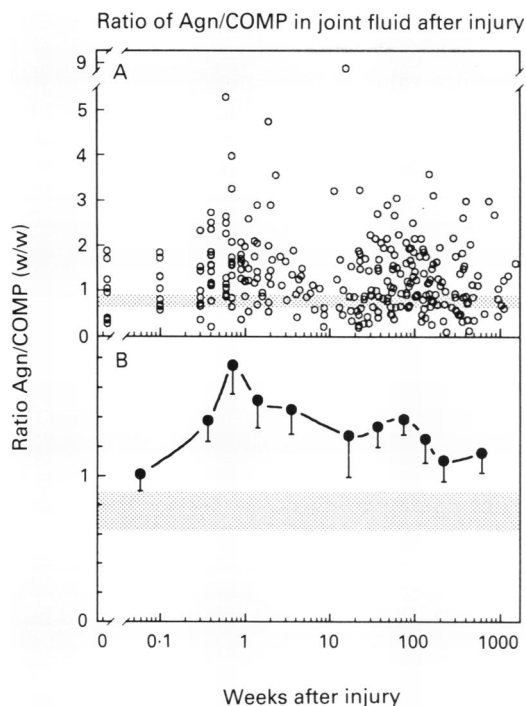 Ratio of Agn/COMP in joint fluid after injury
9
A
5
4
3
2
1
0
Ratio Agn/COMP (w/w)
B
1
0
0 0·1 1 10 100 1000
Weeks after injury